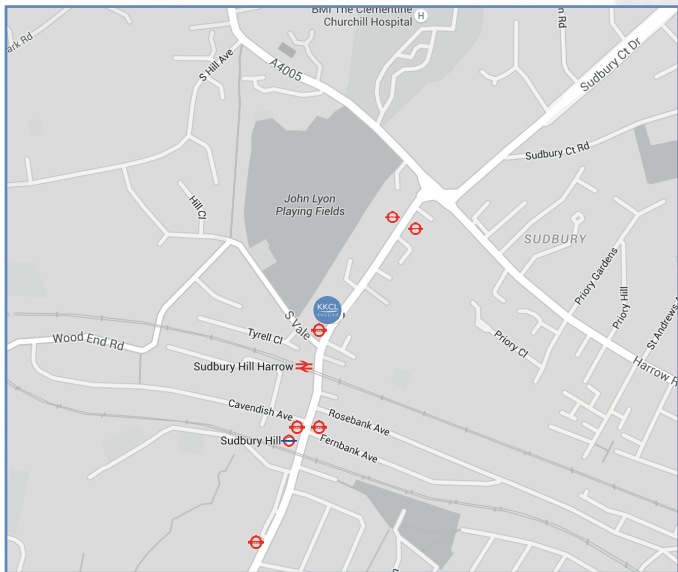 BMI The Clementine
Churchill Hospital
H
ark Rd
S Hill Ave
A4005
n Rd
Sudbury Ct Dr
Sudbury Ct Rd
John Lyon
Playing Fields
Hill Cl
SUDBURY
Priory Gardens
Priory Hill
St Andrews A
KKCL
S Vale
Tyrell Cl
Wood End Rd
Priory Cl
Harrow R
Sudbury Hill Harrow
Cavendish Ave
Rosebank Ave
Sudbury Hill
Fernbank Ave